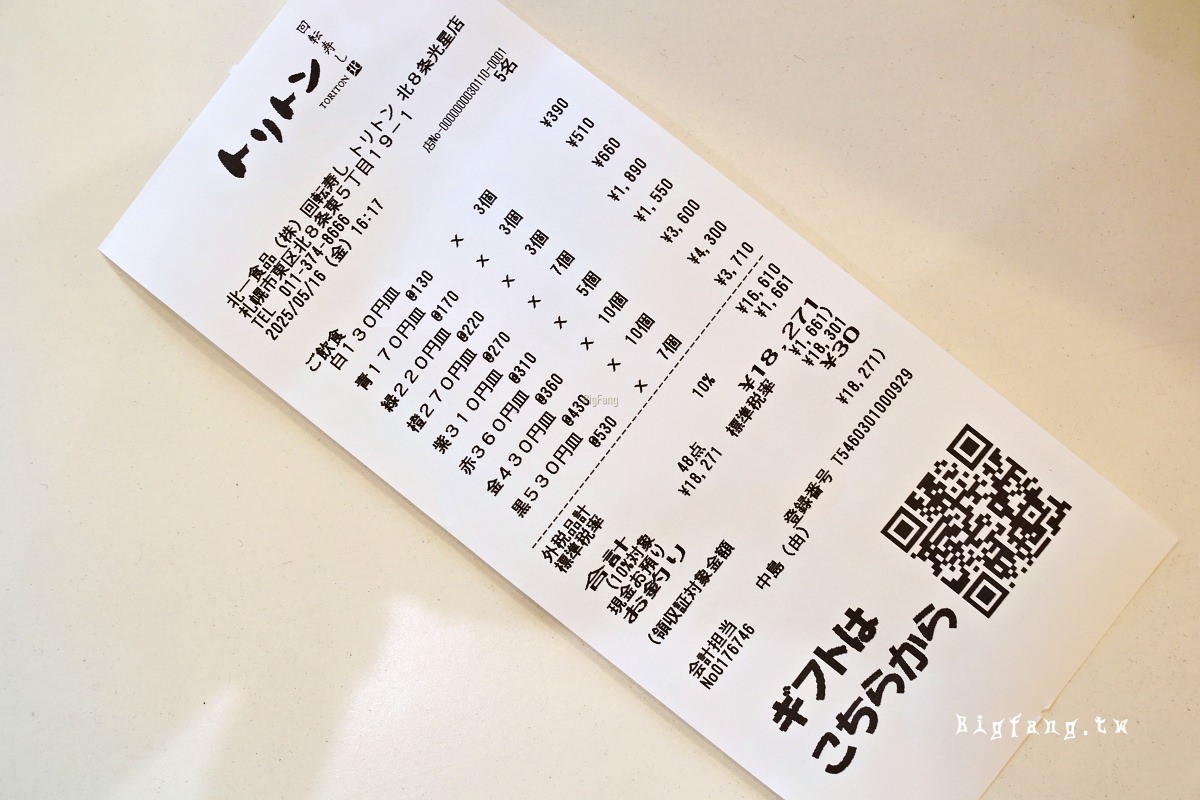 回転寿し
トリトン
TORITON
北一食品（株）回転寿し トリトン 北８条光星店
札幌市東区北８条東５丁目１９－１
TEL 011-374-8666
2025/05/16（金）16:17
店No-0000000030110-0001
5名
ご飲食
白１３０円皿 @130 × 3個 ¥390
青１７０円皿 @170 × 3個 ¥510
緑２２０円皿 @220 × 3個 ¥660
橙２７０円皿 @270 × 7個 ¥1,890
紫３１０円皿 @310 × 5個 ¥1,550
赤３６０円皿 @360 × 10個 ¥3,600
金４３０円皿 @430 × 10個 ¥4,300
黒５３０円皿 @530 × 7個 ¥3,710
外税品計 ¥16,610
標準税率 10% ¥1,661
合計 48点 ¥18,271
(10%対象 ¥18,271 標準税率 ¥1,661)
現金お預り ¥18,301
お釣り ¥30
(領収証対象金額 ¥18,271)
登録番号 T5460301000929
会計担当 中島（由）
No0176746
ギフトは
こちらから
BigFang
Bigfang.tw